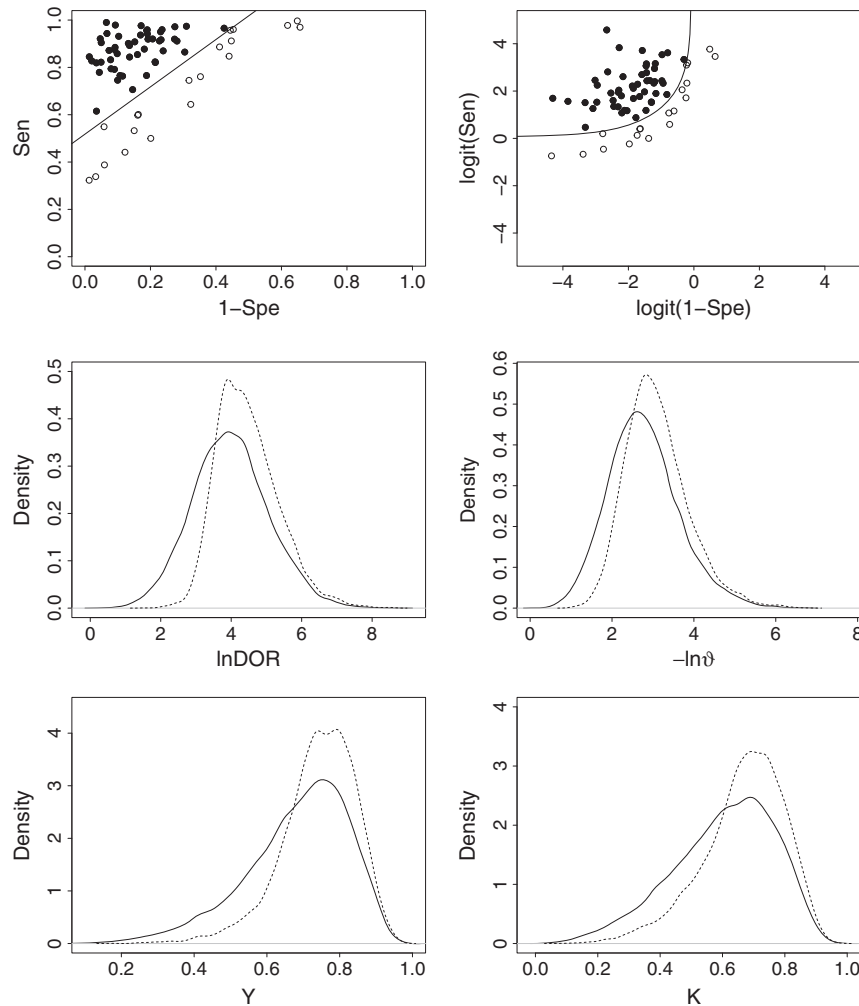 Sen
0.0 0.2 0.4 0.6 0.8 1.0
0.0 0.2 0.4 0.6 0.8 1.0
1−Spe
logit(Sen)
−4 −2 0 2 4
−4 −2 0 2 4
logit(1−Spe)
Density
0.0 0.1 0.2 0.3 0.4 0.5
0 2 4 6 8
lnDOR
Density
0.0 0.1 0.2 0.3 0.4 0.5 0.6
0 2 4 6 8
−lnϑ
Density
0 1 2 3 4
0.2 0.4 0.6 0.8 1.0
Y
Density
0 1 2 3 4
0.0 0.2 0.4 0.6 0.8 1.0
K